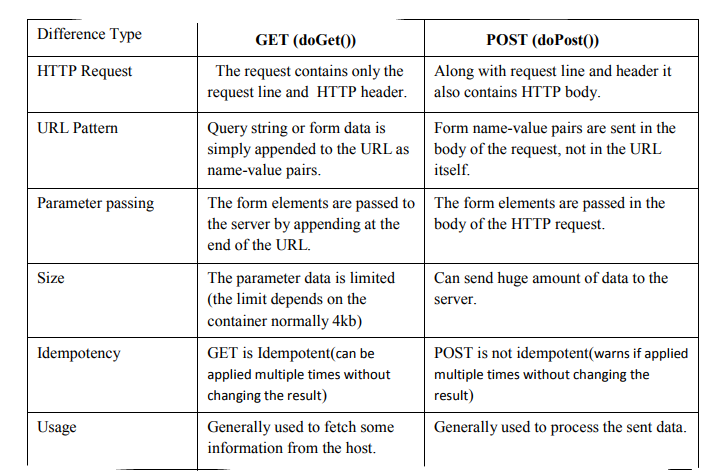 Difference Type
GET (doGet())
POST (doPost())
HTTP Request
The request contains only the
request line and HTTP header.
Along with request line and header it
also contains HTTP body.
URL Pattern
Query string or form data is
simply appended to the URL as
name-value pairs.
Form name-value pairs are sent in the
body of the request, not in the URL
itself.
Parameter passing
The form elements are passed to
the server by appending at the
end of the URL.
The form elements are passed in the
body of the HTTP request.
Size
The parameter data is limited
(the limit depends on the
container normally 4kb)
Can send huge amount of data to the
server.
Idempotency
GET is Idempotent(can be
applied multiple times without
changing the result)
POST is not idempotent(warns if applied
multiple times without changing the
result)
Usage
Generally used to fetch some
information from the host.
Generally used to process the sent data.